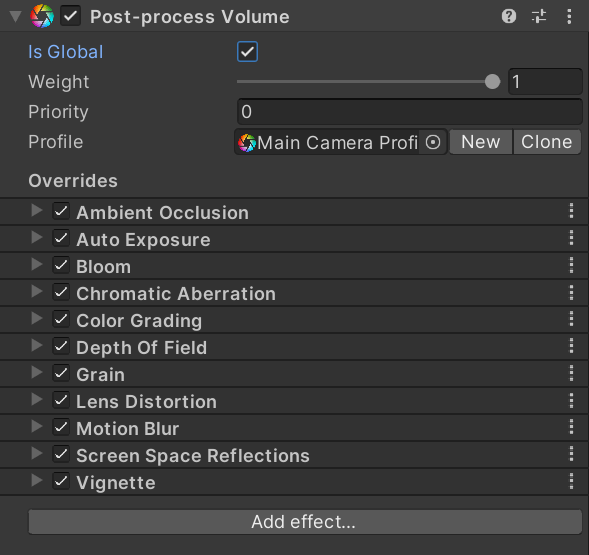 Post-process Volume
Is Global
Weight 1
Priority 0
Profile Main Camera Profi New Clone
Overrides
Ambient Occlusion
Auto Exposure
Bloom
Chromatic Aberration
Color Grading
Depth Of Field
Grain
Lens Distortion
Motion Blur
Screen Space Reflections
Vignette
Add effect...